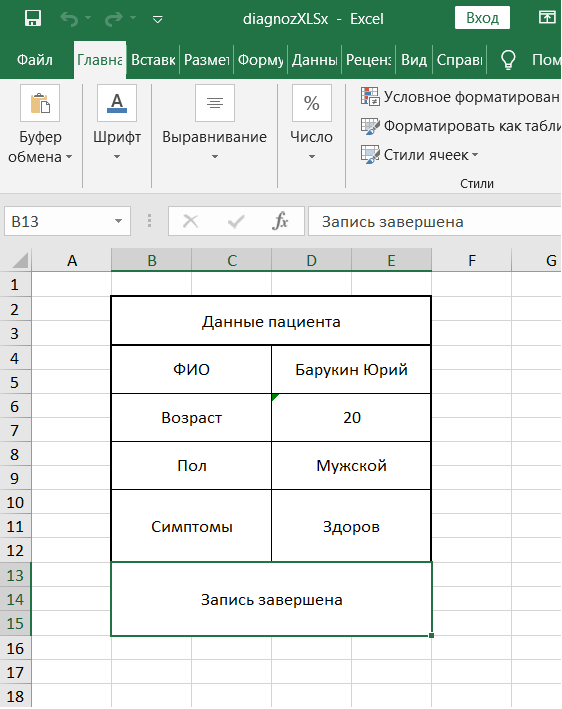 diagnozXLSx - Excel
Вход
Файл
Главна
Вставк
Размет
Форму
Данны
Реценз
Вид
Справк
Пом
Буфер
обмена
Шрифт
Выравнивание
%
Число
Условное форматирован
Форматировать как табли
Стили ячеек
Стили
B13
fx
Запись завершена
A B C D E F G
1
2
3
Данные пациента
4
5
ФИО Барукин Юрий
6
7
Возраст 20
8
9
Пол Мужской
10
11
12
Симптомы Здоров
13
14
15
Запись завершена
16
17
18